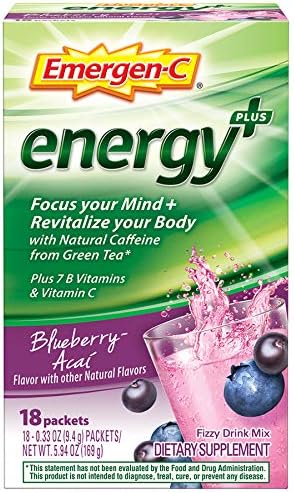 Emergen-C®
energy+
PLUS
Focus your Mind +
Revitalize your Body
with Natural Caffeine
from Green Tea*
Plus 7 B Vitamins
& Vitamin C
Blueberry-
Acaí
Flavor with other Natural Flavors
18 packets
18 - 0.33 OZ (9.4 g) PACKETS/
NET WT. 5.94 OZ (169 g)
Fizzy Drink Mix
DIETARY SUPPLEMENT
*This statement has not been evaluated by the Food and Drug Administration.
This product is not intended to diagnose, treat, cure, or prevent any disease.